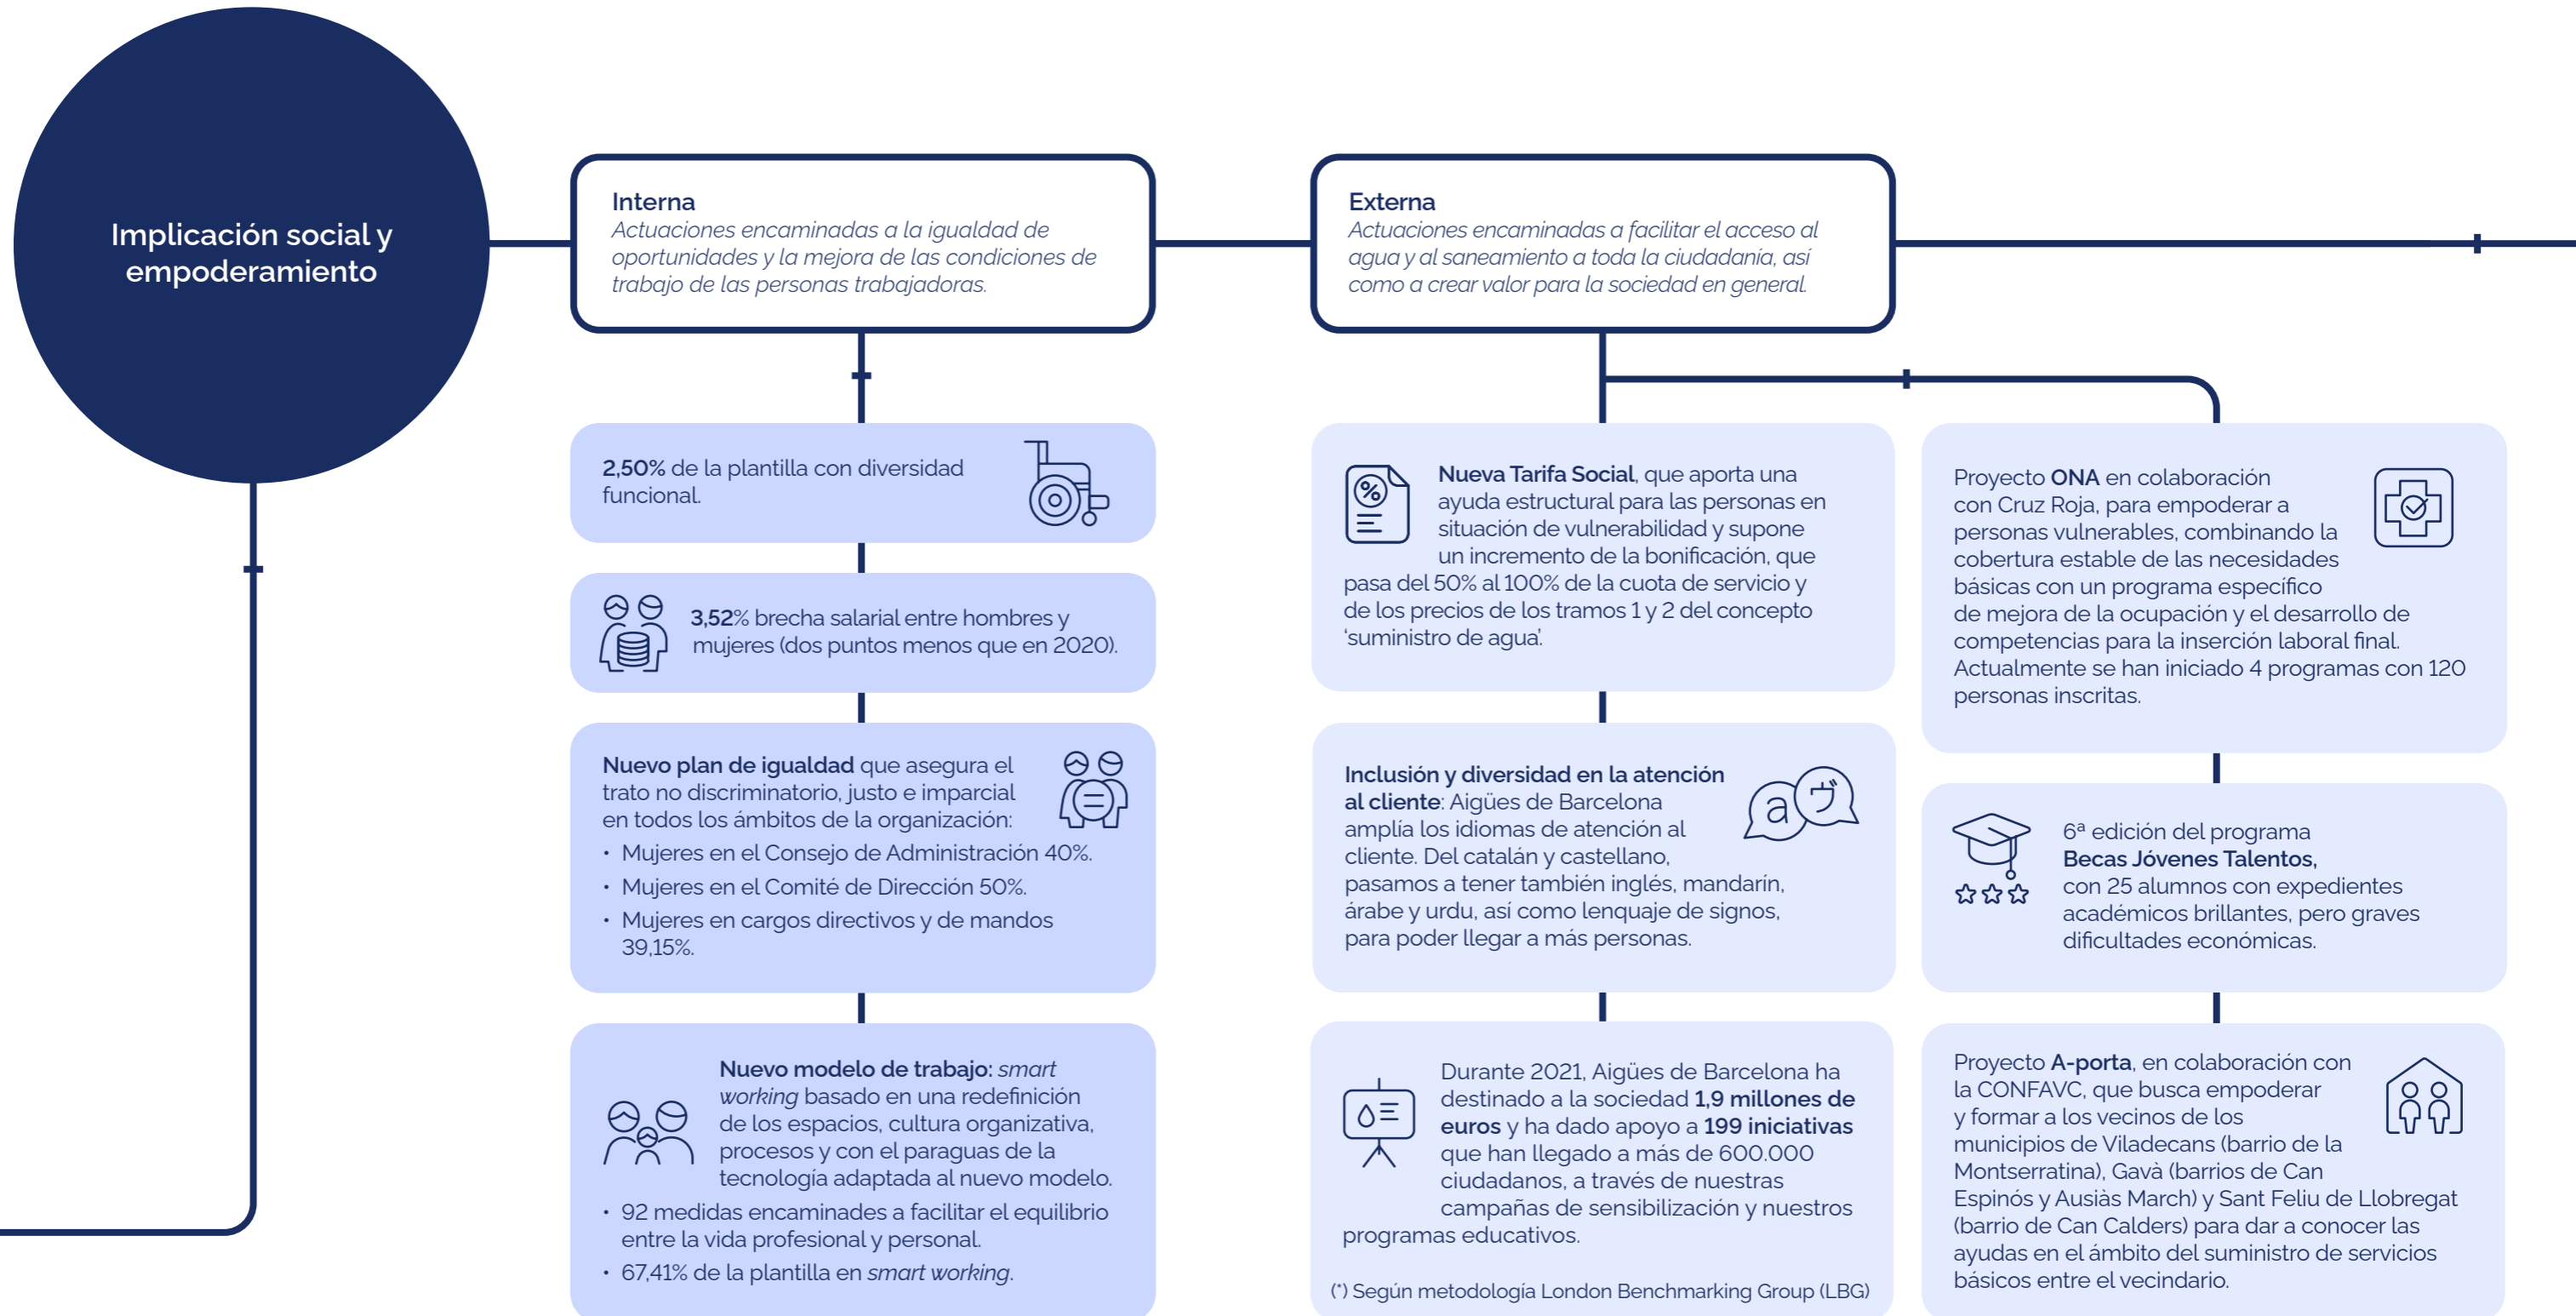 Implicación social y
empoderamiento
Interna
Actuaciones encaminadas a la igualdad de
oportunidades y la mejora de las condiciones de
trabajo de las personas trabajadoras.
2,50% de la plantilla con diversidad
funcional.
3,52% brecha salarial entre hombres y
mujeres (dos puntos menos que en 2020).
Nuevo plan de igualdad que asegura el
trato no discriminatorio, justo e imparcial
en todos los ámbitos de la organización:
• Mujeres en el Consejo de Administración 40%.
• Mujeres en el Comité de Dirección 50%.
• Mujeres en cargos directivos y de mandos
39,15%.
Nuevo modelo de trabajo: smart
working basado en una redefinición
de los espacios, cultura organizativa,
procesos y con el paraguas de la
tecnología adaptada al nuevo modelo.
• 92 medidas encaminades a facilitar el equilibrio
entre la vida profesional y personal.
• 67,41% de la plantilla en smart working.
Externa
Actuaciones encaminadas a facilitar el acceso al
agua y al saneamiento a toda la ciudadanía, así
como a crear valor para la sociedad en general.
%
Nueva Tarifa Social, que aporta una
ayuda estructural para las personas en
situación de vulnerabilidad y supone
un incremento de la bonificación, que
pasa del 50% al 100% de la cuota de servicio y
de los precios de los tramos 1 y 2 del concepto
‘suministro de agua’.
Inclusión y diversidad en la atención
al cliente: Aigües de Barcelona
amplía los idiomas de atención al
cliente. Del catalán y castellano,
pasamos a tener también inglés, mandarín,
árabe y urdu, así como lenquaje de signos,
para poder llegar a más personas.
a
Durante 2021, Aigües de Barcelona ha
destinado a la sociedad 1,9 millones de
euros y ha dado apoyo a 199 iniciativas
que han llegado a más de 600.000
ciudadanos, a través de nuestras
campañas de sensibilización y nuestros
programas educativos.
(*) Según metodología London Benchmarking Group (LBG)
Proyecto ONA en colaboración
con Cruz Roja, para empoderar a
personas vulnerables, combinando la
cobertura estable de las necesidades
básicas con un programa específico
de mejora de la ocupación y el desarrollo de
competencias para la inserción laboral final.
Actualmente se han iniciado 4 programas con 120
personas inscritas.
6ª edición del programa
Becas Jóvenes Talentos,
con 25 alumnos con expedientes
académicos brillantes, pero graves
dificultades económicas.
Proyecto A-porta, en colaboración con
la CONFAVC, que busca empoderar
y formar a los vecinos de los
municipios de Viladecans (barrio de la
Montserratina), Gavà (barrios de Can
Espinós y Ausiàs March) y Sant Feliu de Llobregat
(barrio de Can Calders) para dar a conocer las
ayudas en el ámbito del suministro de servicios
básicos entre el vecindario.